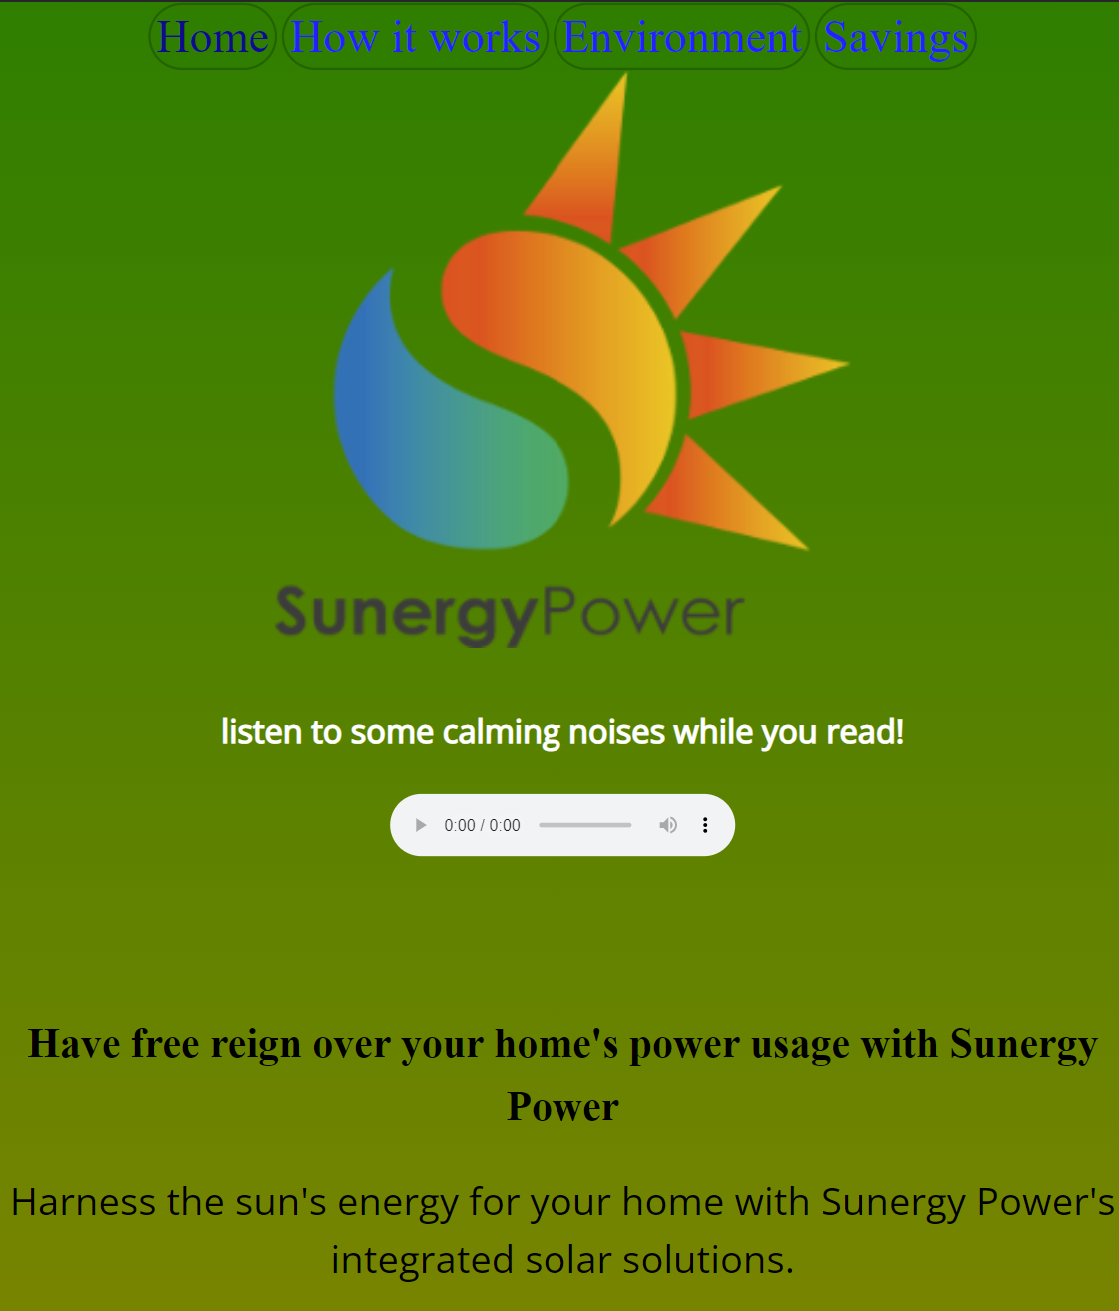 Home How it works Environment Savings
SunergyPower
listen to some calming noises while you read!
0:00 / 0:00
Have free reign over your home's power usage with Sunergy
Power
Harness the sun's energy for your home with Sunergy Power's
integrated solar solutions.